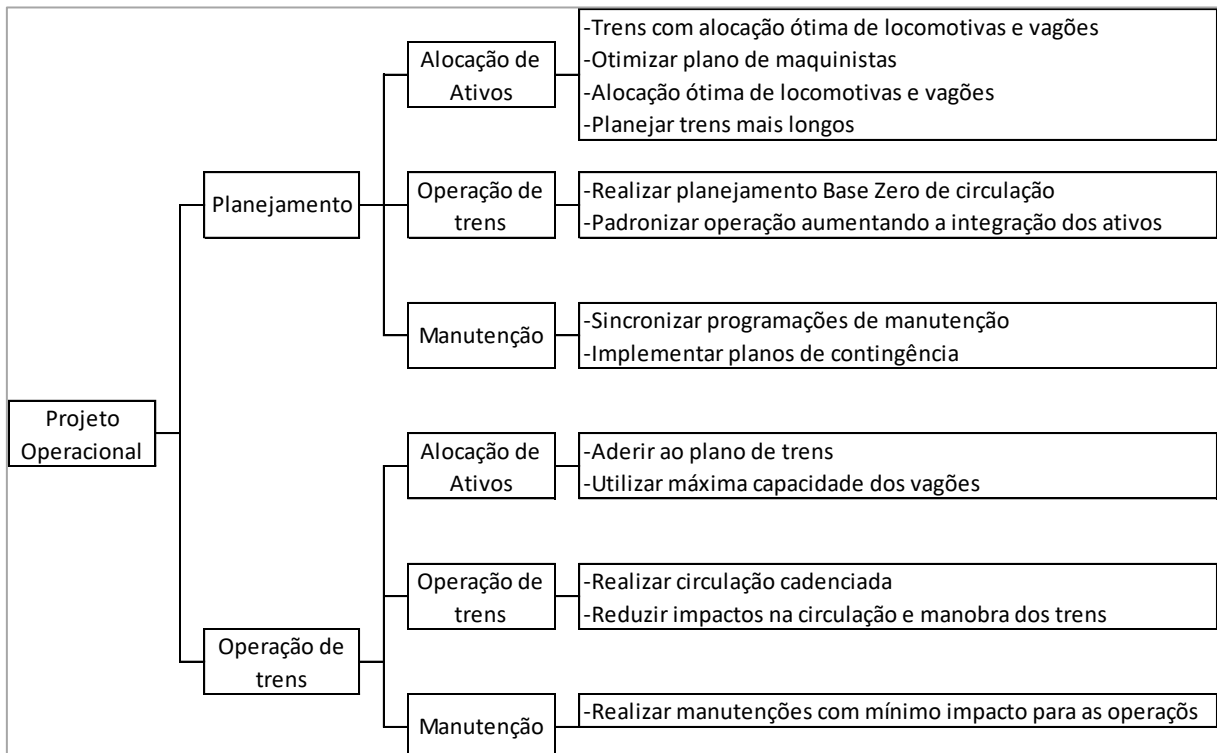 Projeto
Operacional
Planejamento
Alocação de
Ativos
-Trens com alocação ótima de locomotivas e vagões
-Otimizar plano de maquinistas
-Alocação ótima de locomotivas e vagões
-Planejar trens mais longos
Operação de
trens
-Realizar planejamento Base Zero de circulação
-Padronizar operação aumentando a integração dos ativos
Manutenção
-Sincronizar programações de manutenção
-Implementar planos de contingência
Operação de
trens
Alocação de
Ativos
-Aderir ao plano de trens
-Utilizar máxima capacidade dos vagões
Operação de
trens
-Realizar circulação cadenciada
-Reduzir impactos na circulação e manobra dos trens
Manutenção
-Realizar manutenções com mínimo impacto para as operaçõs